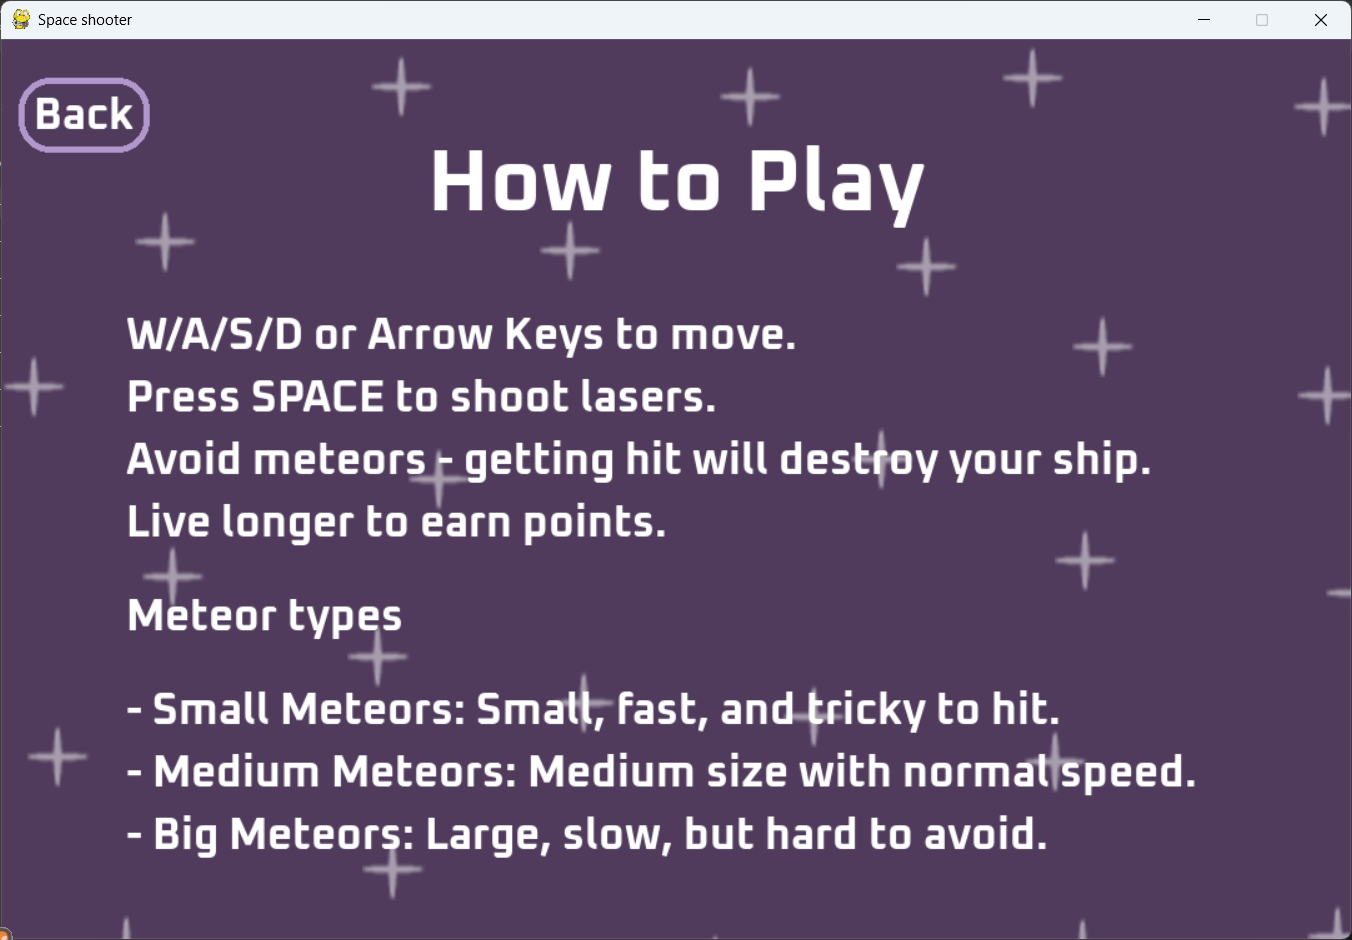 Space shooter
Back
How to Play
W/A/S/D or Arrow Keys to move.
Press SPACE to shoot lasers.
Avoid meteors - getting hit will destroy your ship.
Live longer to earn points.
Meteor types
- Small Meteors: Small, fast, and tricky to hit.
- Medium Meteors: Medium size with normal speed.
- Big Meteors: Large, slow, but hard to avoid.